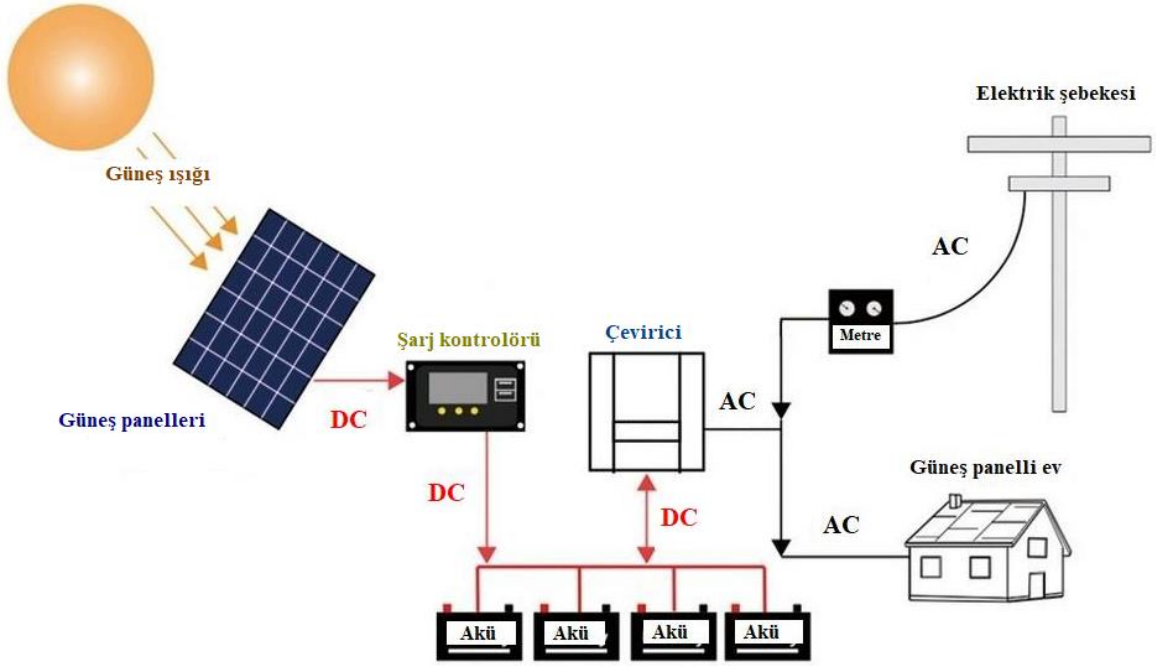 Elektrik şebekesi
Güneş ışığı
AC
Metre
Çevirici
Şarj kontrolörü
AC
Güneş panelleri
DC
Güneş panelli ev
DC
DC
AC
Akü
Akü
Akü
Akü